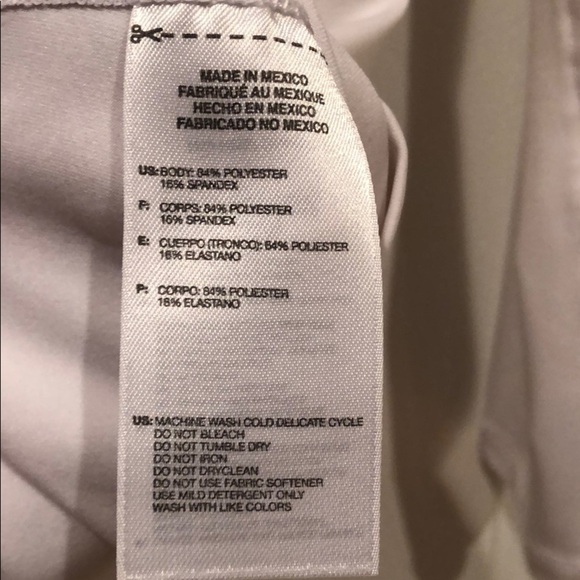 MADE IN MEXICO
FABRIQUÉ AU MEXIQUE
HECHO EN MEXICO
FABRICADO NO MEXICO
US: BODY: 84% POLYESTER
16% SPANDEX
F: CORPS: 84% POLYESTER
16% SPANDEX
E: CUERPO (TRONCO): 84% POLIESTER
16% ELASTANO
P: CORPO: 84% POLIESTER
16% ELASTANO
US: MACHINE WASH COLD DELICATE CYCLE
DO NOT BLEACH
DO NOT TUMBLE DRY
DO NOT IRON
DO NOT DRYCLEAN
DO NOT USE FABRIC SOFTENER
USE MILD DETERGENT ONLY
WASH WITH LIKE COLORS